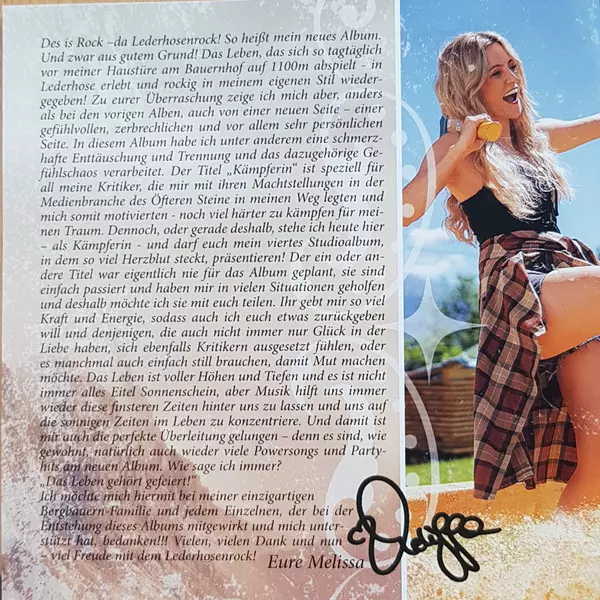 Des is Rock –da Lederhosenrock! So heißt mein neues Album.
Und zwar aus gutem Grund! Das Leben, das sich so tagtäglich
vor meiner Haustüre am Bauernhof auf 1100m abspielt - in
Lederhose erlebt und rockig in meinem eigenen Stil wieder-
gegeben! Zu eurer Überraschung zeige ich mich aber, anders
als bei den vorigen Alben, auch von einer neuen Seite – einer
gefühlvollen, zerbrechlichen und vor allem sehr persönlichen
Seite. In diesem Album habe ich unter anderem eine schmerz-
hafte Enttäuschung und Trennung und das dazugehörige Ge-
fühlschaos verarbeitet. Der Titel „Kämpferin“ ist speziell für
all meine Kritiker, die mir mit ihren Machtstellungen in der
Medienbranche des Öfteren Steine in meinen Weg legten und
mich somit motivierten - noch viel härter zu kämpfen für mei-
nen Traum. Dennoch, oder gerade deshalb, stehe ich heute hier
– als Kämpferin - und darf euch mein viertes Studioalbum,
in dem so viel Herzblut steckt, präsentieren! Der ein oder an-
dere Titel war eigentlich nie für das Album geplant, sie sind
einfach passiert und haben mir in vielen Situationen geholfen
und deshalb möchte ich sie mit euch teilen. Ihr gebt mir so viel
Kraft und Energie, sodass auch ich euch etwas zurückgeben
will und denjenigen, die auch nicht immer nur Glück in der
Liebe haben, sich ebenfalls Kritikern ausgesetzt fühlen, oder
es manchmal auch einfach still brauchen, damit Mut machen
möchte. Das Leben ist voller Höhen und Tiefen und es ist nicht
immer alles Eitel Sonnenschein, aber Musik hilft uns immer
wieder diese finsteren Zeiten hinter uns zu lassen und uns auf
die sonnigen Zeiten im Leben zu konzentriere. Und damit ist
mir auch die perfekte Überleitung gelungen – denn es sind, wie
gewohnt, natürlich auch wieder viele Powersongs und Party-
hits am neuen Album. Wie sage ich immer?
„Das Leben gehört gefeiert!“
Ich möchte mich hiermit bei meiner einzigartigen
Bergbauern-Familie und jedem Einzelnen, der bei der
Entstehung dieses Albums mitgewirkt und mich unter-
stützt hat, bedanken!!! Vielen, vielen Dank und nun
– viel Freude mit dem Lederhosenrock!
Eure Melissa